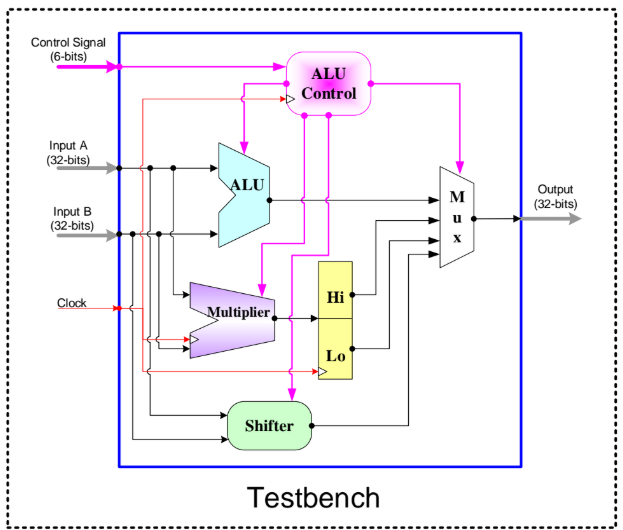 Control Signal
(6-bits)
ALU
Control
Input A
(32-bits)
ALU
Input B
(32-bits)
M
u
x
Output
(32-bits)
Clock
Multiplier
Hi
Lo
Shifter
Testbench